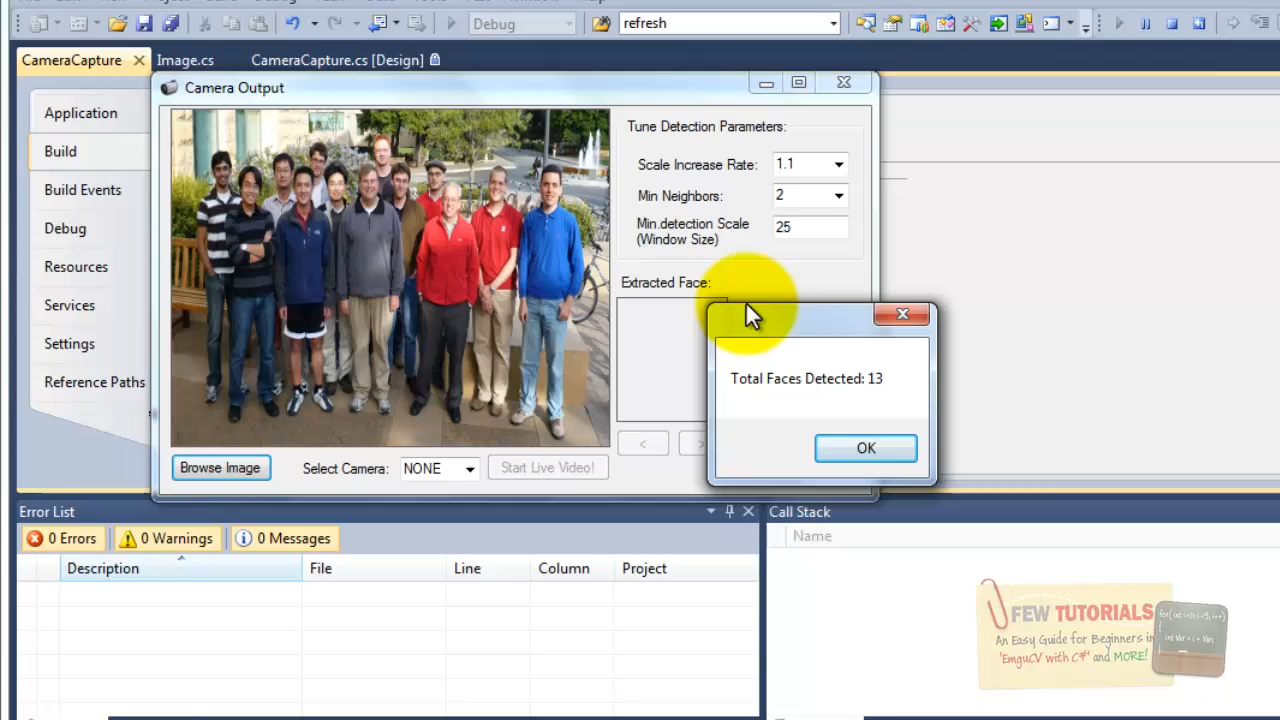 Debug
refresh
CameraCapture
Image.cs
CameraCapture.cs [Design]
Camera Output
Application
Build
Build Events
Debug
Resources
Services
Settings
Reference Paths
Tune Detection Parameters:
Scale Increase Rate: 1.1
Min Neighbors: 2
Min.detection Scale 25
(Window Size)
Extracted Face:
Total Faces Detected: 13
OK
< >
Browse Image
Select Camera: NONE
Start Live Video!
Error List
0 Errors
0 Warnings
0 Messages
Description
File
Line
Column
Project
Call Stack
Name
FEW TUTORIALS
An Easy Guide for Beginners in
'EmguCV with C#' and MORE!